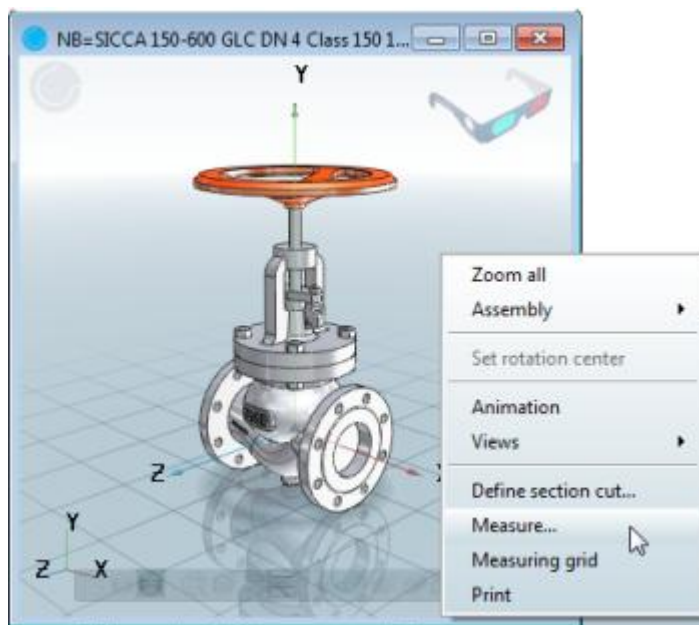 NB=SICCA 150-600 GLC DN 4 Class 150 1...
Y
Zoom all
Assembly
Set rotation center
Animation
Views
Z
Define section cut...
Measure...
Y
Measuring grid
Z X
Print